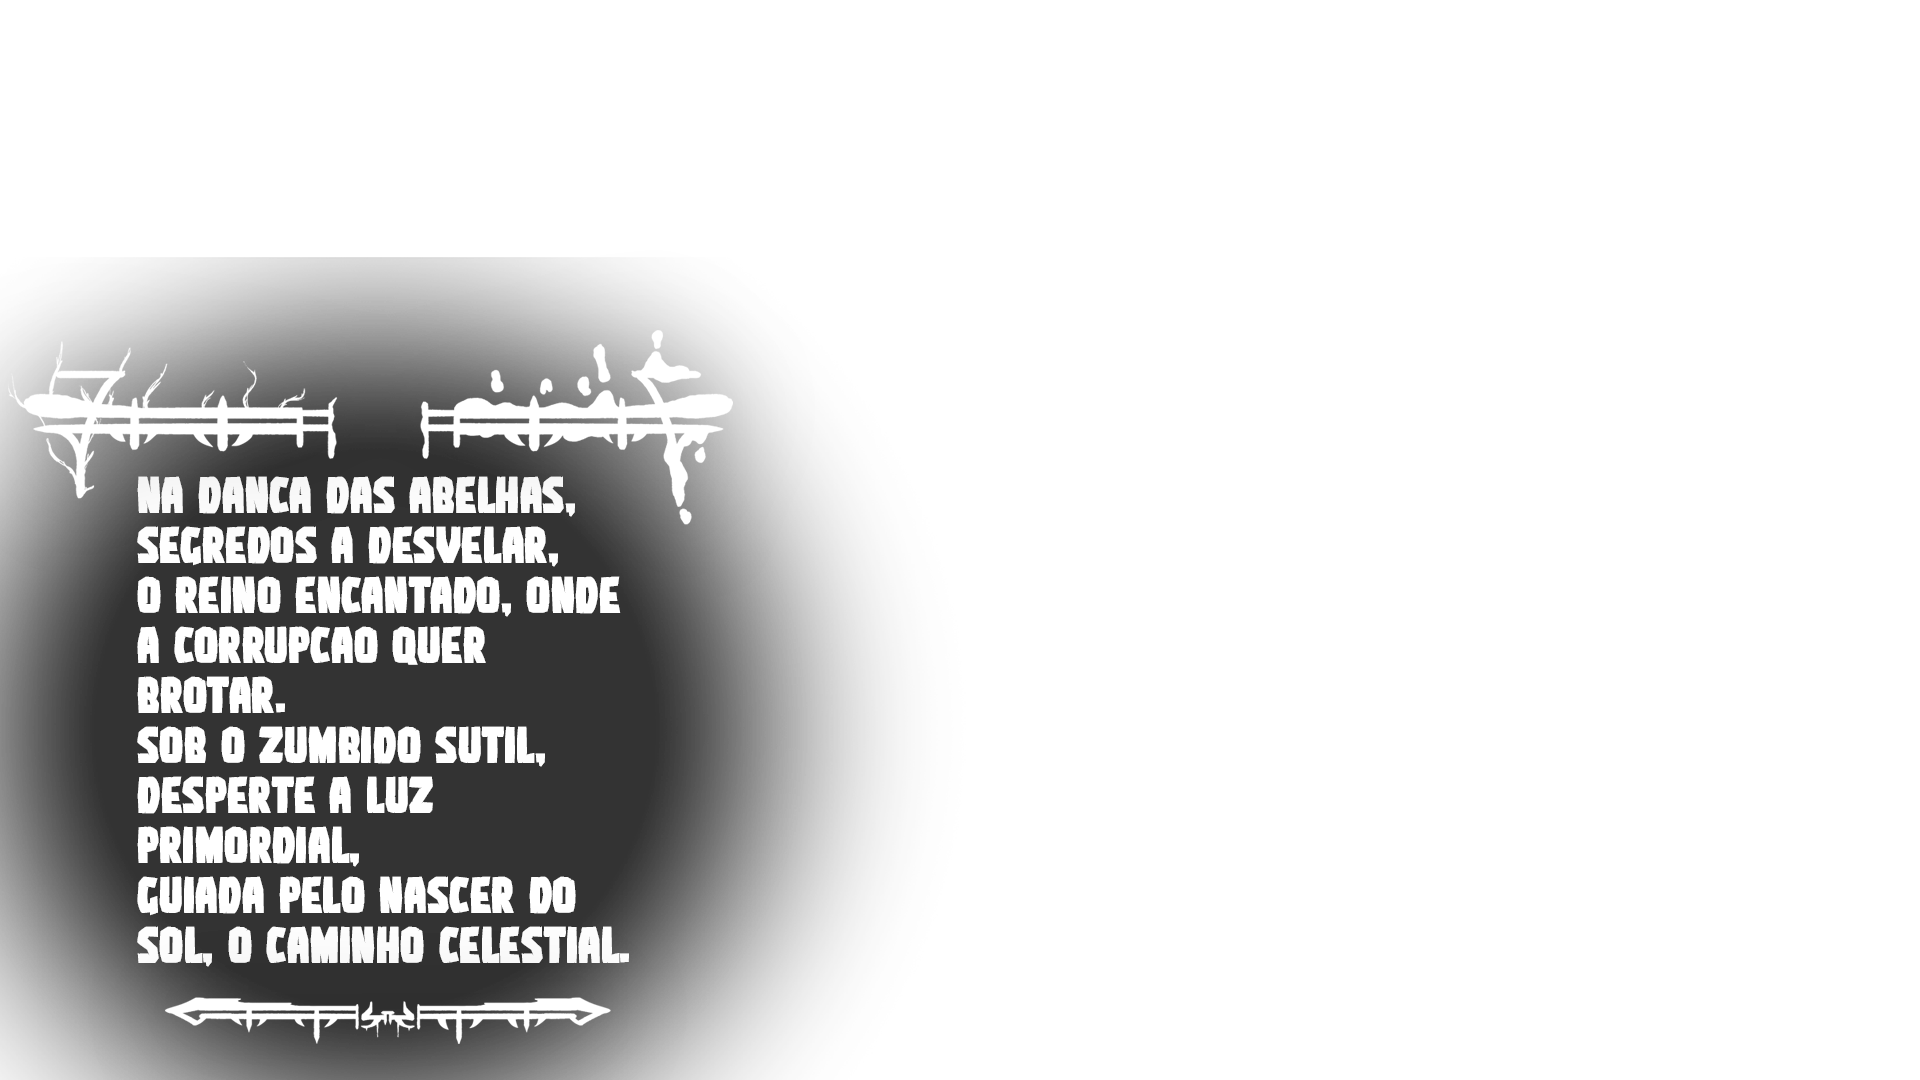 NA DANCA DAS ABELHAS,
SEGREDOS A DESVELAR,
O REINO ENCANTADO, ONDE
A CORRUPCAO QUER
BROTAR.
SOB O ZUMBIDO SUTIL,
DESPERTE A LUZ
PRIMORDIAL,
GUIADA PELO NASCER DO
SOL, O CAMINHO CELESTIAL.